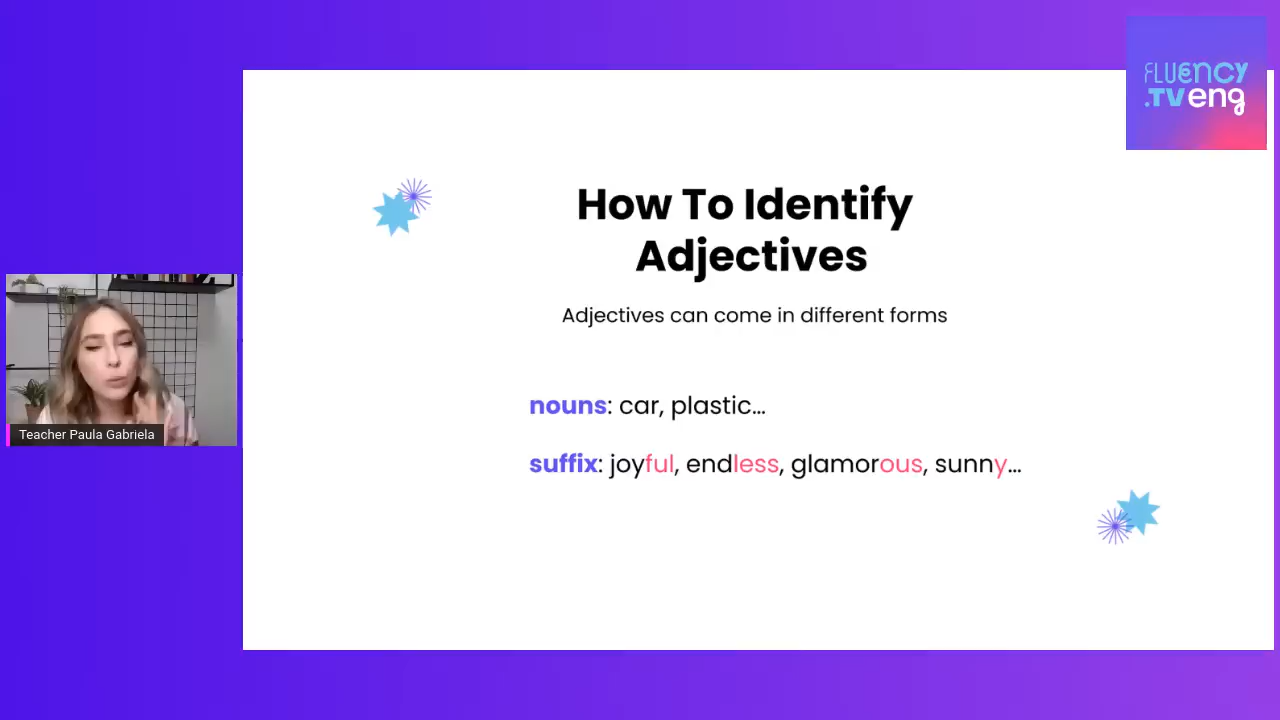 FLUENCY
.TV eng
How To Identify
Adjectives
Adjectives can come in different forms
nouns: car, plastic...
suffix: joyful, endless, glamorous, sunny...
Teacher Paula Gabriela